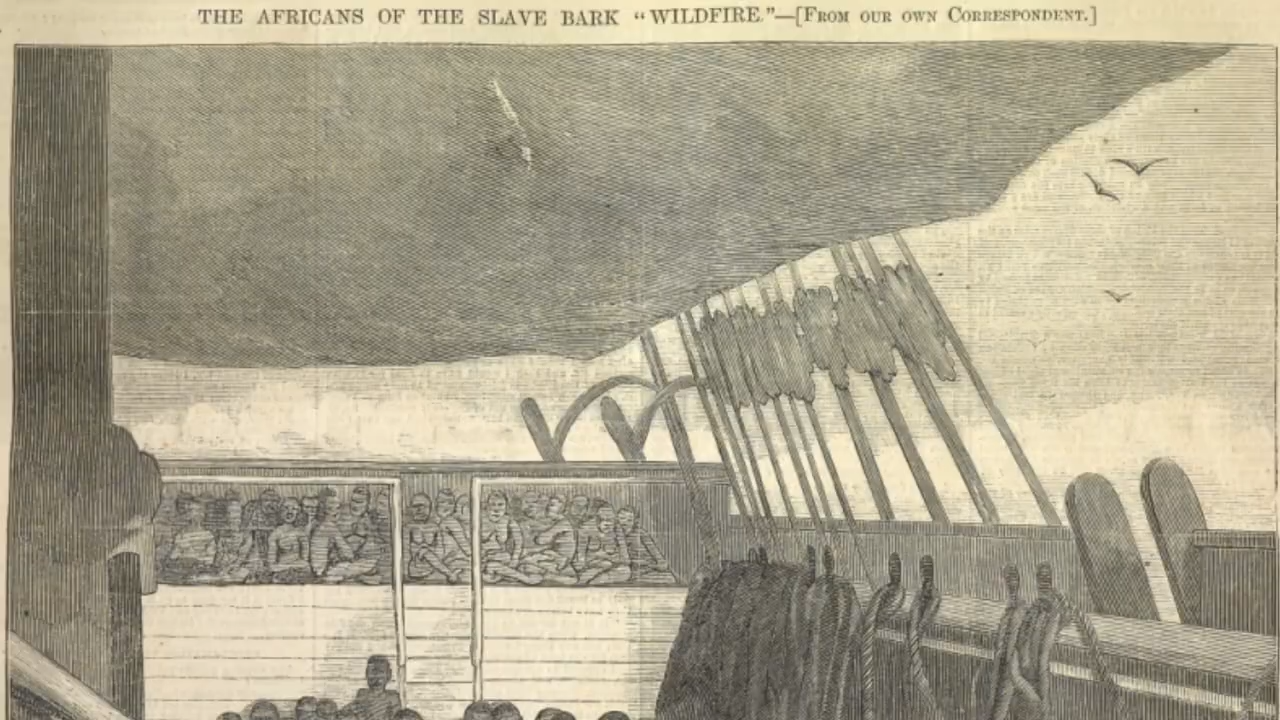 THE AFRICANS OF THE SLAVE BARK “WILDFIRE.”—[FROM OUR OWN CORRESPONDENT.]